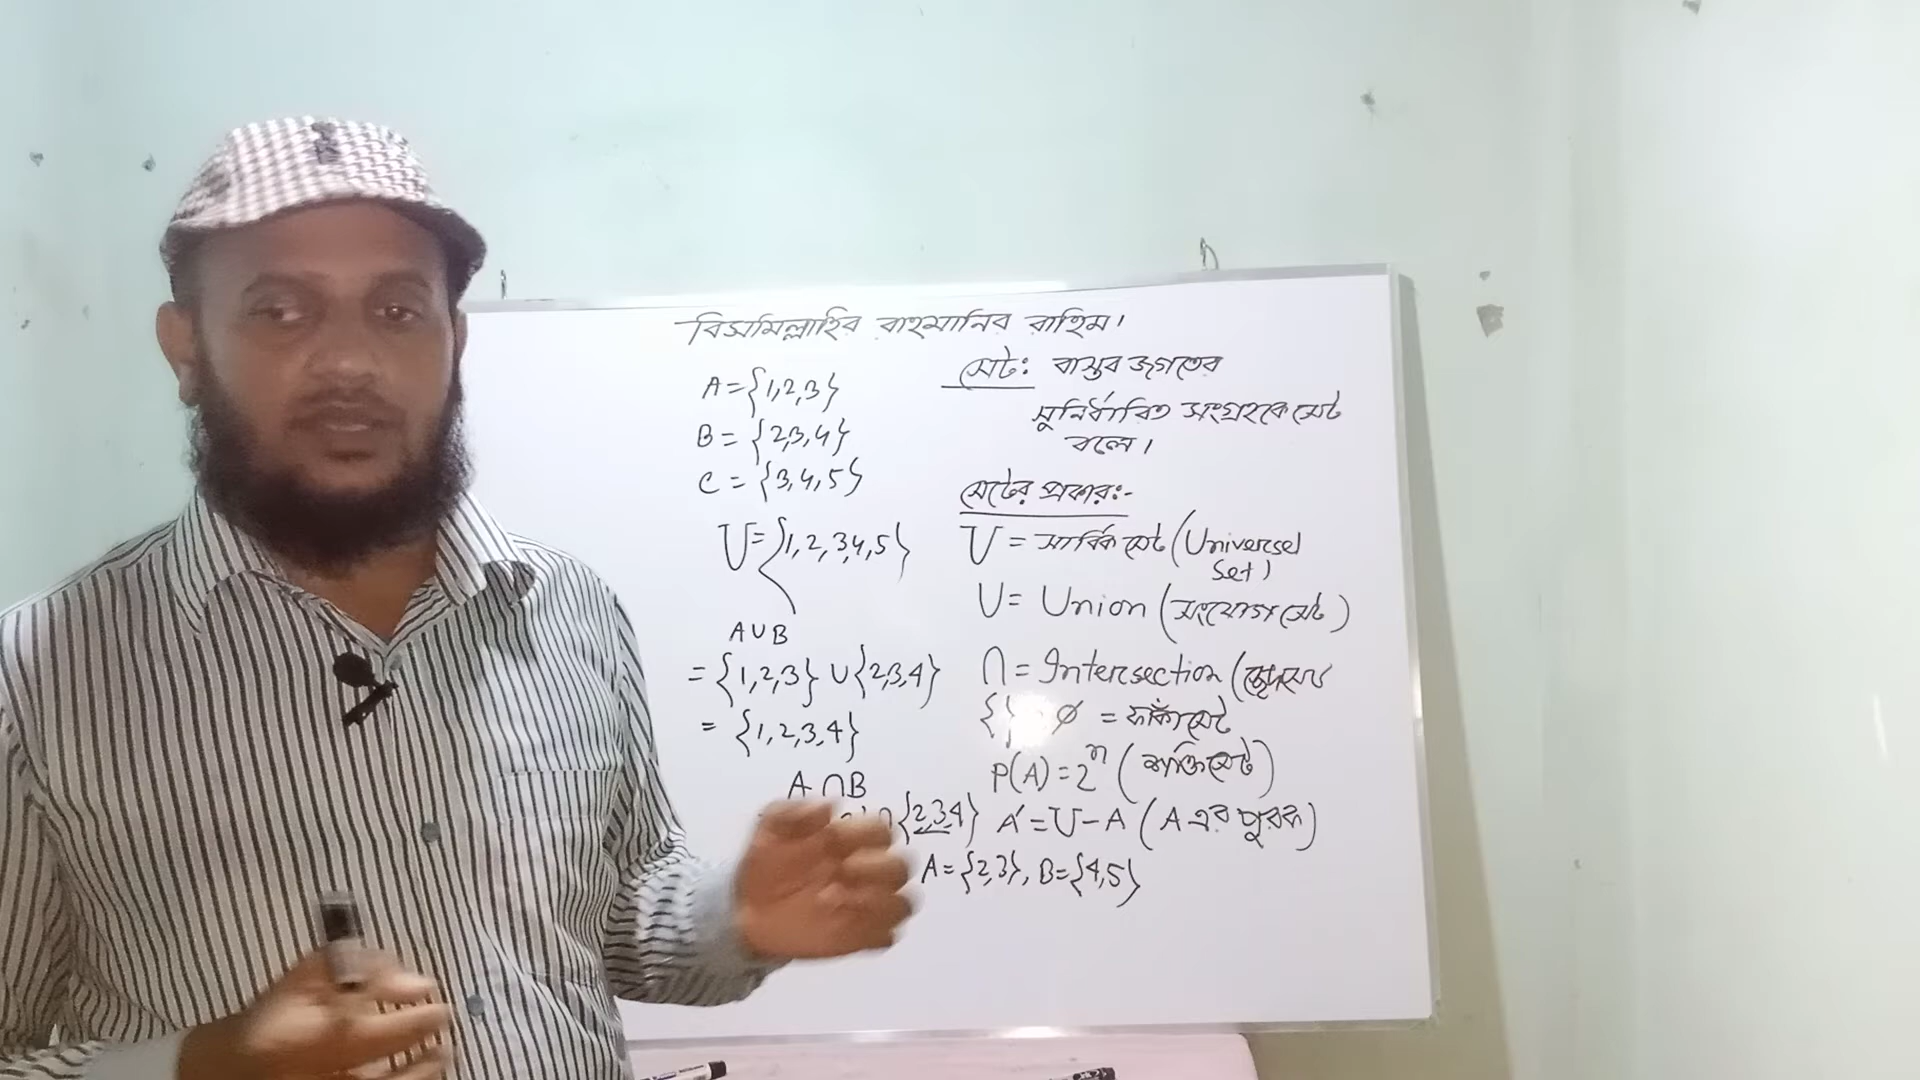 বিসমিল্লাহির রাহমানির রাহিম।
A = {1,2,3}
B = {2,3,4}
C = {3,4,5}
U = {1,2,3,4,5}
A∪B
= {1,2,3} ∪ {2,3,4}
= {1,2,3,4}
A ∩ B
∩ {2,3,4}
সেট: বাস্তব জগতের
সুনির্ধারিত সংগ্রহকে সেট
বলে।
সেটের প্রকার:-
U = সার্বিক সেট (Universel
Set)
U = Union (সংযোগ সেট)
∩ = Intersection (ছেদসেট
{ } ∅ = ফাঁকা সেট
P(A) = 2ⁿ (শক্তি সেট)
A′ = U - A (A এর পূরক)
A = {2,3}, B = {4,5}